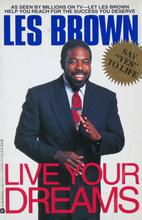 AS SEEN BY MILLIONS ON TV—LET LES BROWN
HELP YOU REACH FOR THE SUCCESS YOU DESERVE
LES BROWN
SAY
"YES"
TO LIFE
LIVE YOUR
DREAMS